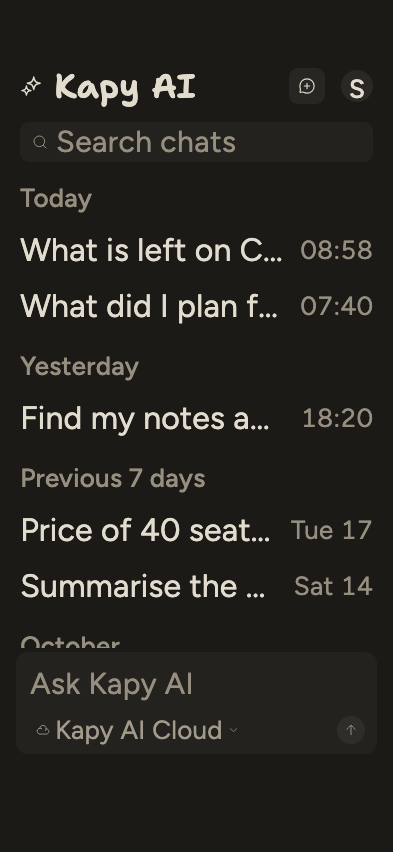 Kapy AI
S
Search chats
Today
What is left on C... 08:58
What did I plan f... 07:40
Yesterday
Find my notes a... 18:20
Previous 7 days
Price of 40 seat... Tue 17
Summarise the ... Sat 14
October
Ask Kapy AI
Kapy AI Cloud